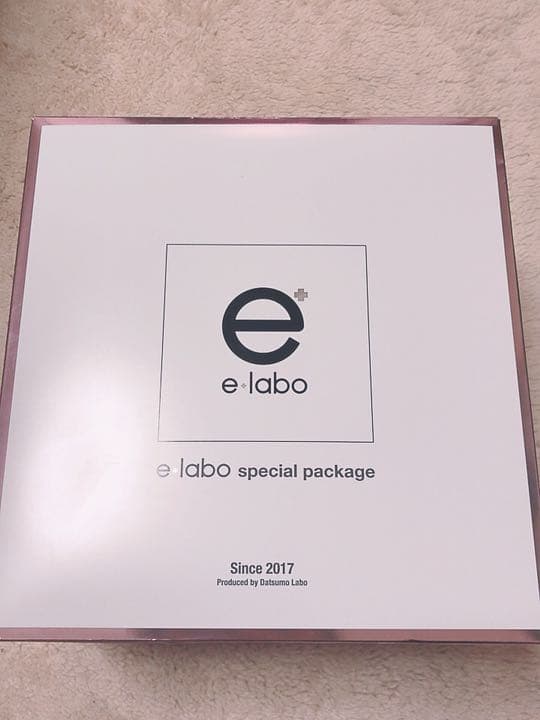 e+
e+labo
e+labo special package
Since 2017
Produced by Datsumo Labo